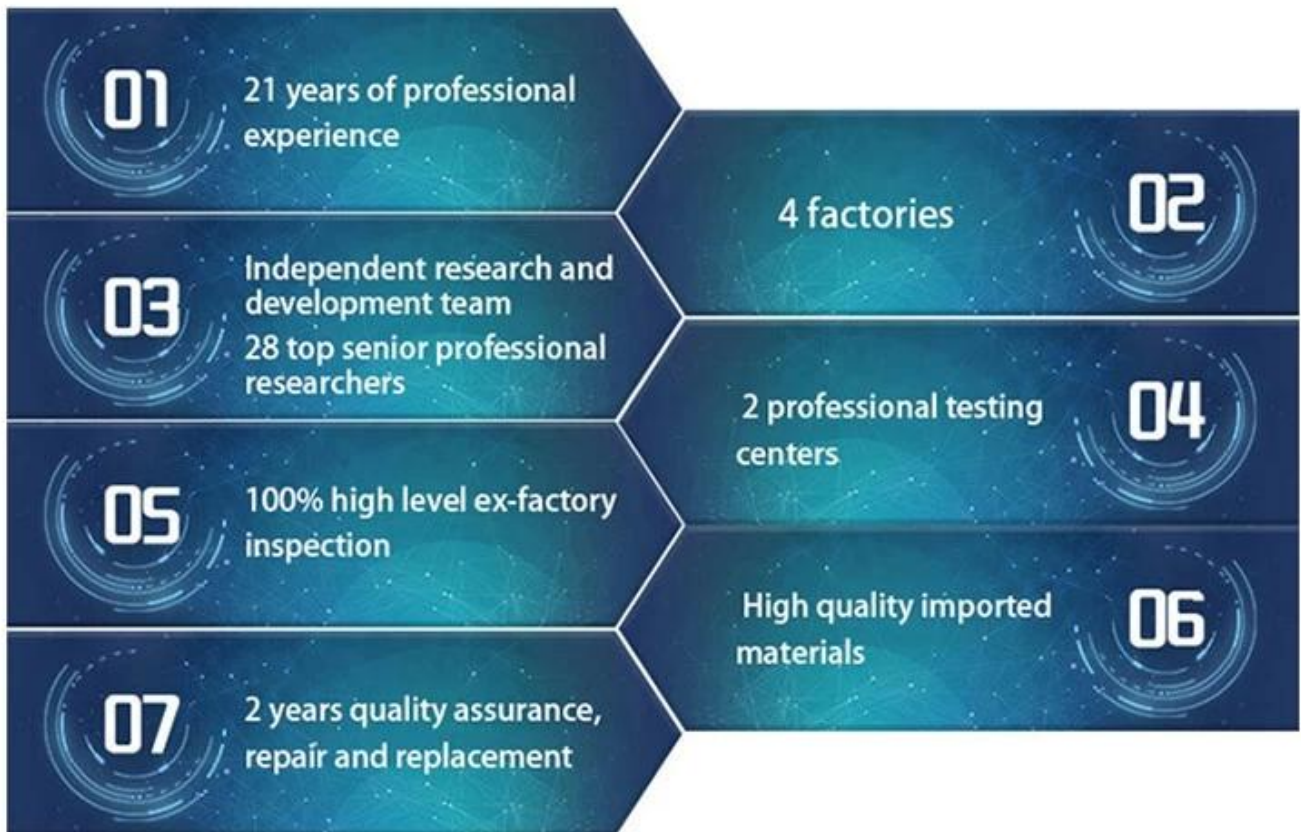 01
21 years of professional
experience
02
4 factories
03
Independent research and
development team
28 top senior professional
researchers
04
2 professional testing
centers
05
100% high level ex-factory
inspection
06
High quality imported
materials
07
2 years quality assurance,
repair and replacement